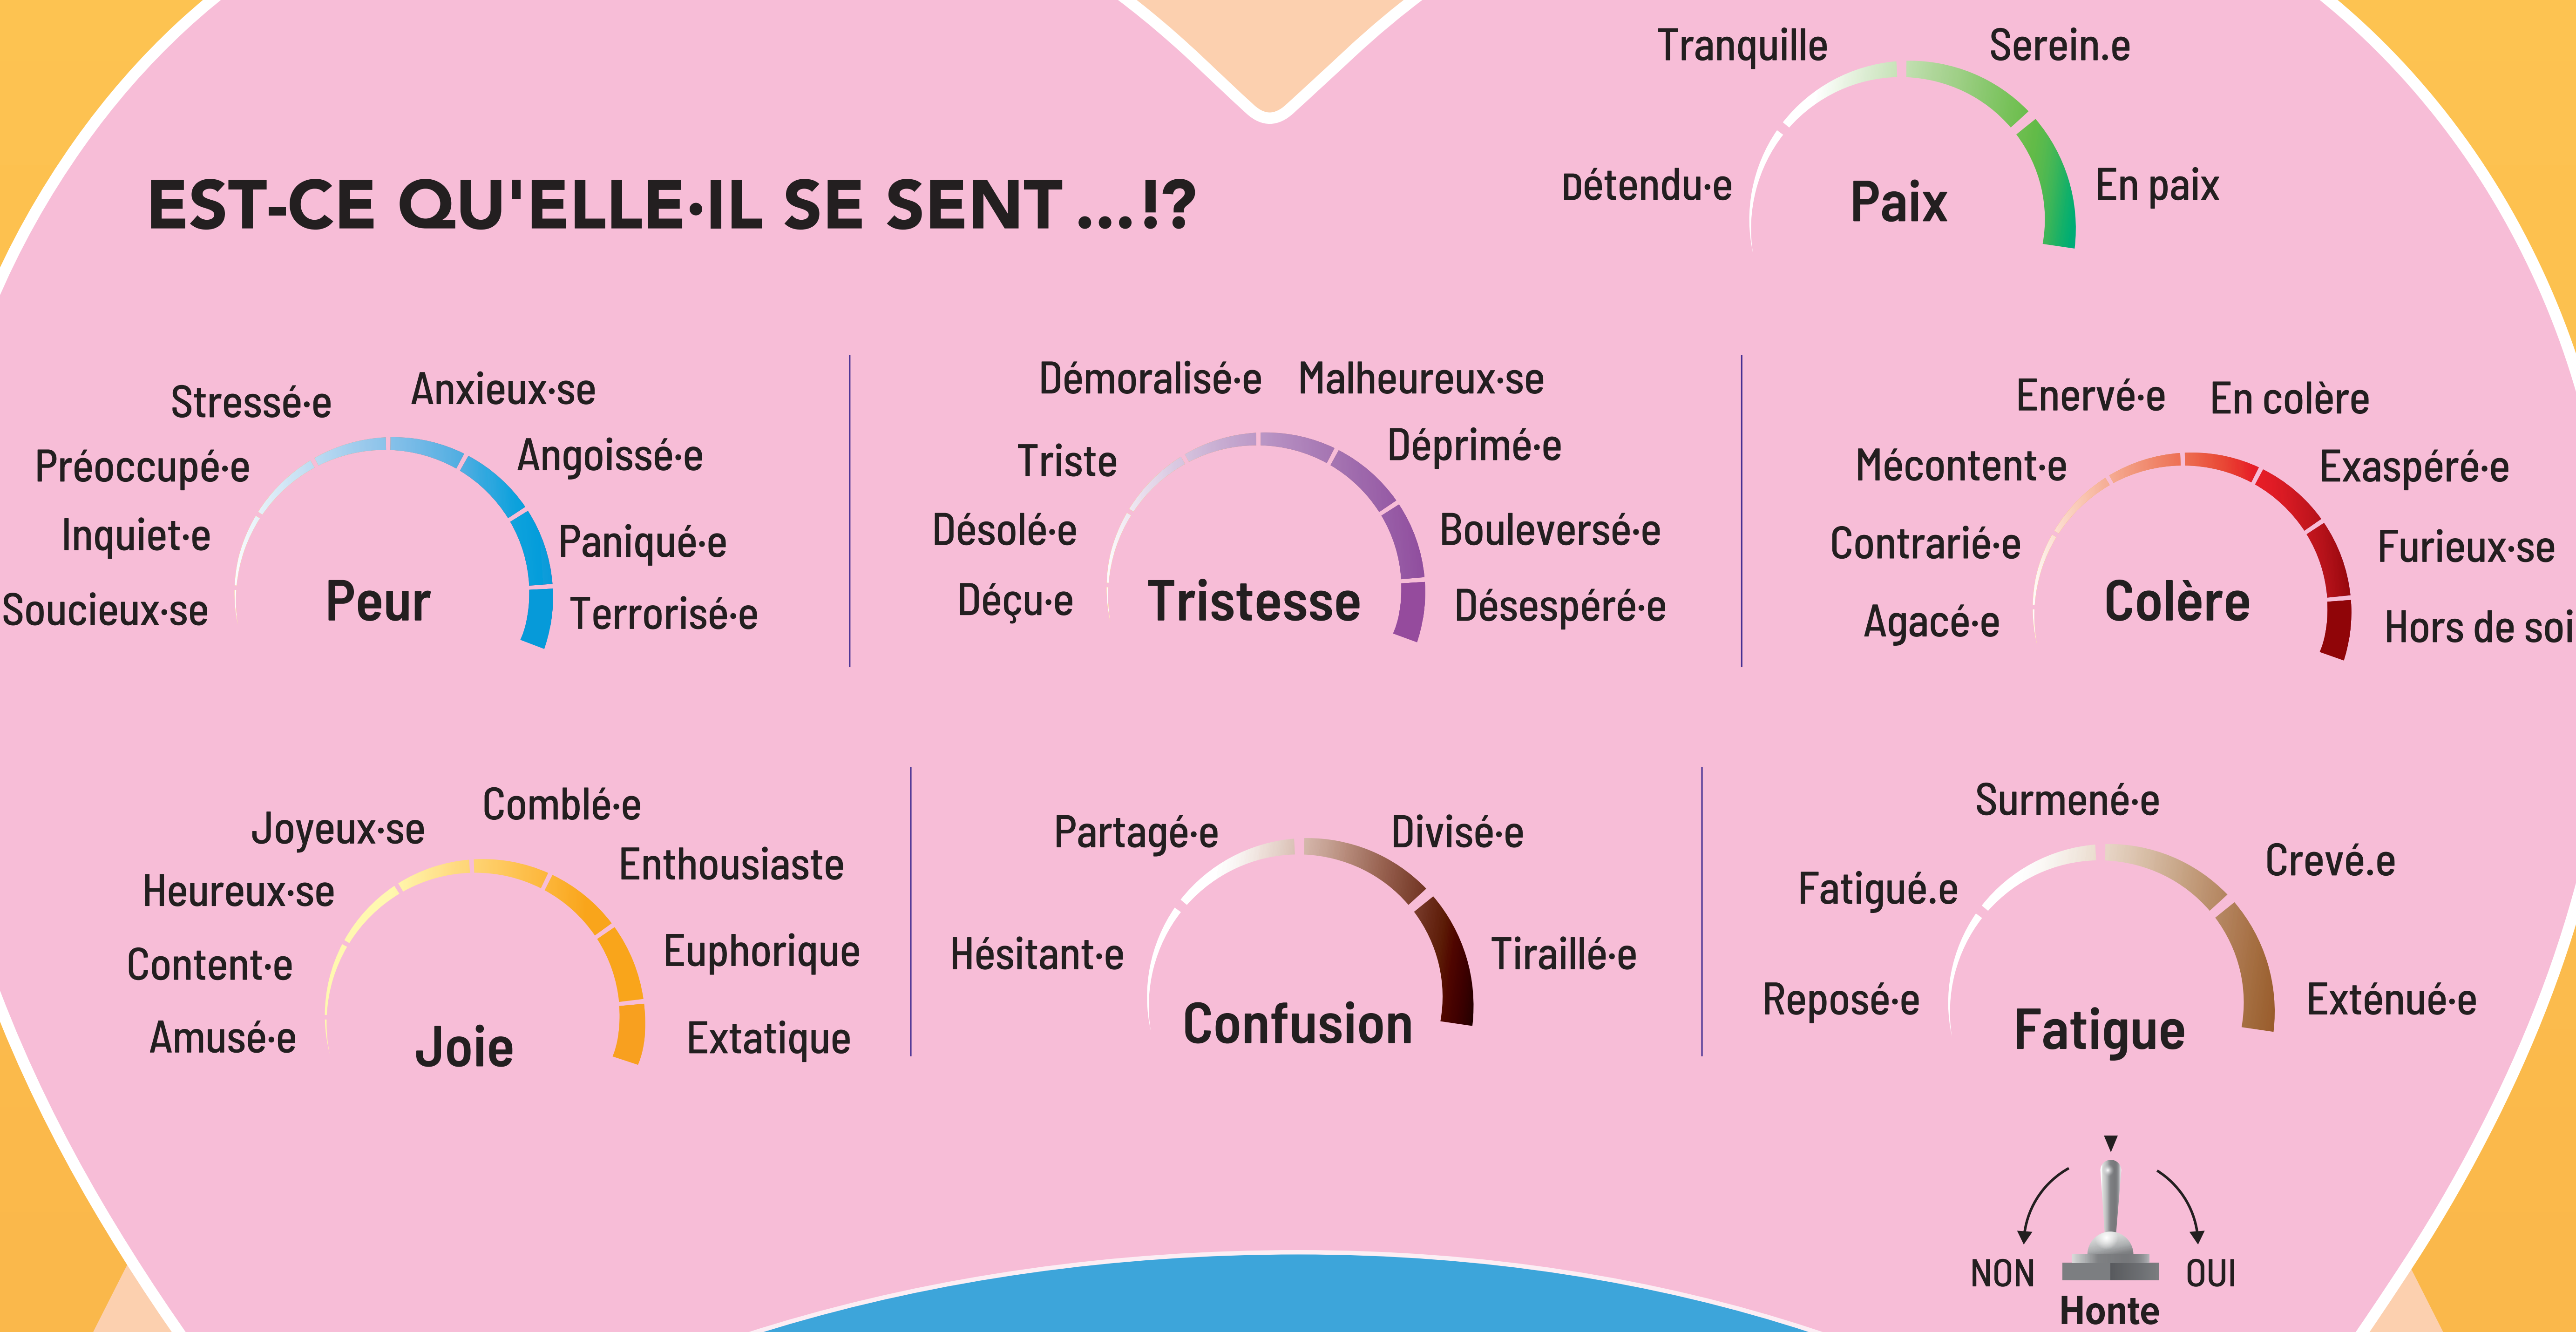 Tranquille
Serein.e
Détendu·e
Paix
En paix
EST-CE QU'ELLE·IL SE SENT ...!?
Stressé·e
Anxieux·se
Préoccupé·e
Angoissé·e
Inquiet·e
Paniqué·e
Soucieux·se
Peur
Terrorisé·e
Démoralisé·e
Malheureux·se
Triste
Déprimé·e
Désolé·e
Bouleversé·e
Déçu·e
Tristesse
Désespéré·e
Enervé·e
En colère
Mécontent·e
Exaspéré·e
Contrarié·e
Furieux·se
Agacé·e
Colère
Hors de soi
Joyeux·se
Comblé·e
Heureux·se
Enthousiaste
Content·e
Euphorique
Amusé·e
Joie
Extatique
Partagé·e
Divisé·e
Hésitant·e
Tiraillé·e
Confusion
Surmené·e
Fatigué.e
Crevé.e
Reposé·e
Fatigue
Exténué·e
NON
OUI
Honte